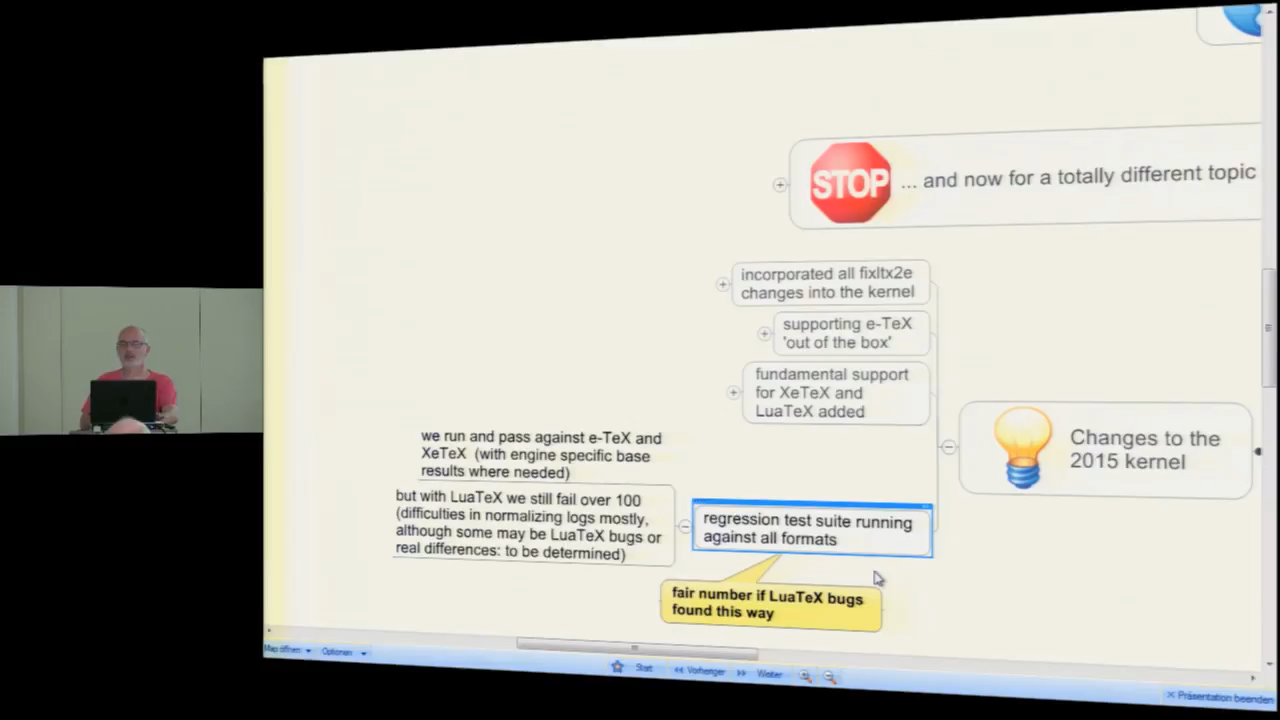 STOP
... and now for a totally different topic
incorporated all fixltx2e
changes into the kernel
supporting e-TeX
'out of the box'
fundamental support
for XeTeX and
LuaTeX added
Changes to the
2015 kernel
we run and pass against e-TeX and
XeTeX (with engine specific base
results where needed)
but with LuaTeX we still fail over 100
(difficulties in normalizing logs mostly,
although some may be LuaTeX bugs or
real differences: to be determined)
regression test suite running
against all formats
fair number if LuaTeX bugs
found this way
Map öffnen
Optionen
Start
Vorheriger
Weiter
Präsentation beenden